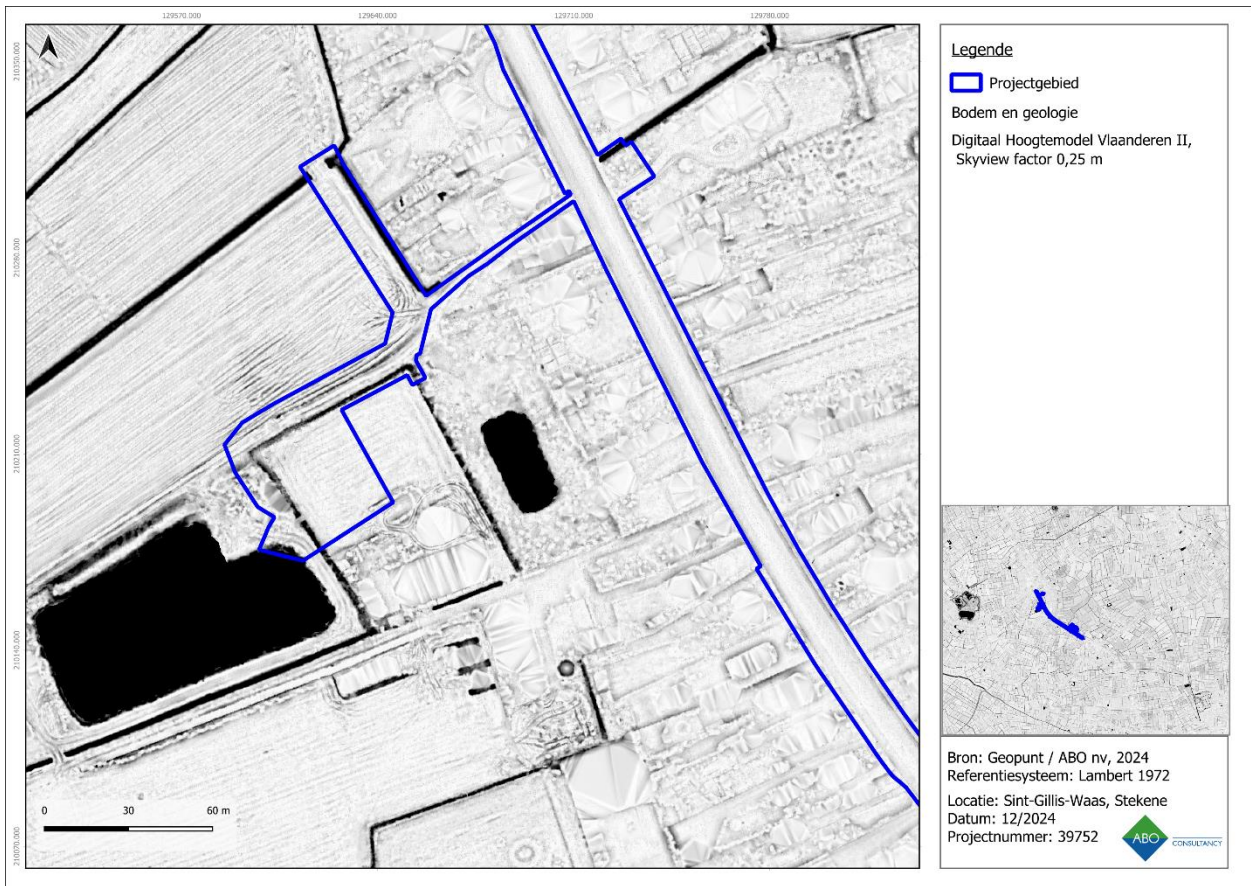 129570.000 129640.000 129710.000 129780.000
210350.000
210280.000
210210.000
210140.000
210070.000
0 30 60 m
Legende
Projectgebied
Bodem en geologie
Digitaal Hoogtemodel Vlaanderen II,
Skyview factor 0,25 m
Bron: Geopunt / ABO nv, 2024
Referentiesysteem: Lambert 1972
Locatie: Sint-Gillis-Waas, Stekene
Datum: 12/2024
Projectnummer: 39752
ABO CONSULTANCY